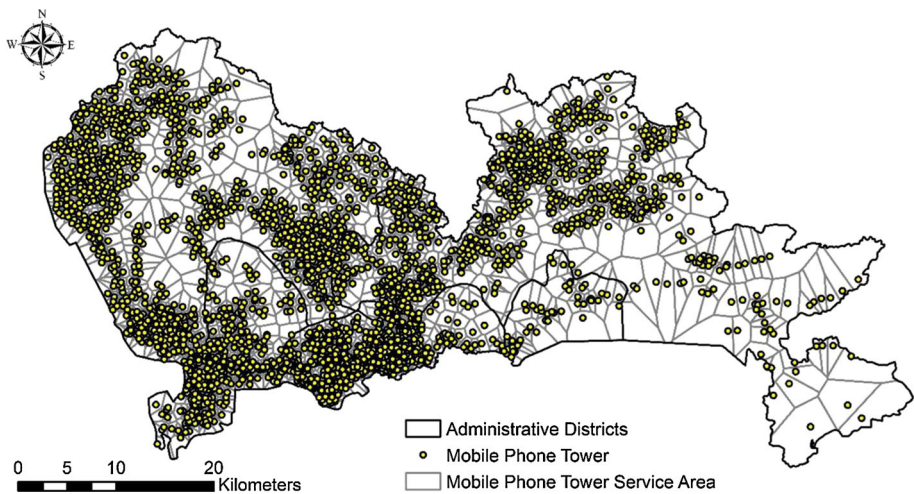 N
W E
S
Administrative Districts
Mobile Phone Tower
Mobile Phone Tower Service Area
0 5 10 20
Kilometers